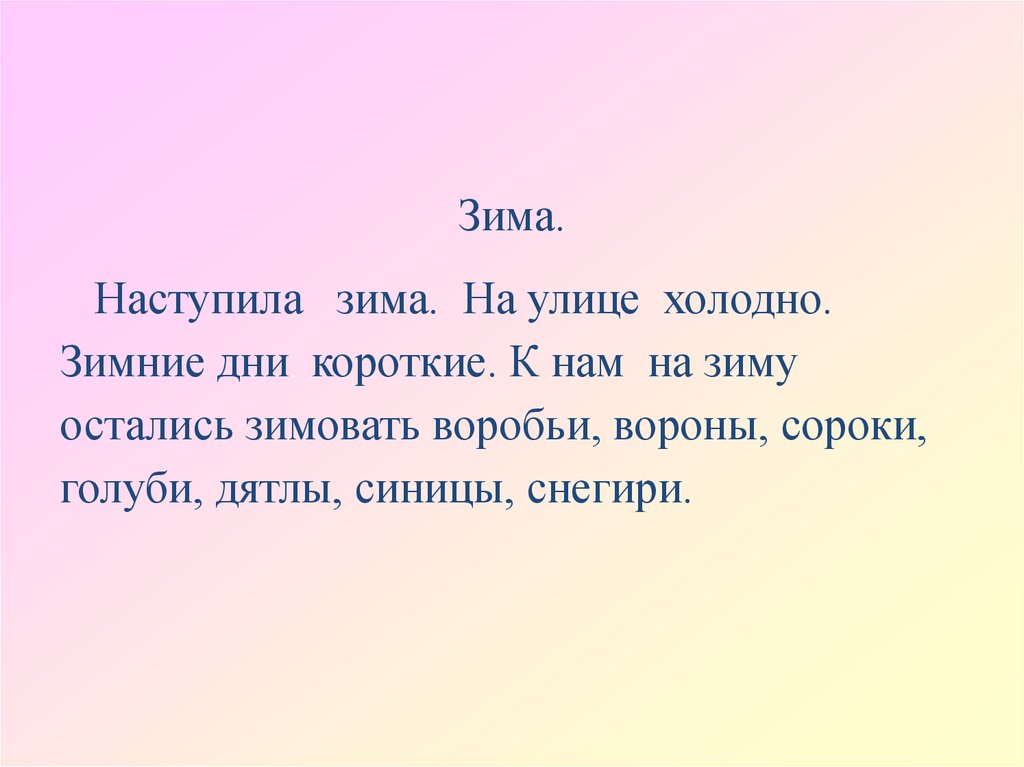 Зима.
Наступила зима. На улице холодно.
Зимние дни короткие. К нам на зиму
остались зимовать воробьи, вороны, сороки,
голуби, дятлы, синицы, снегири.